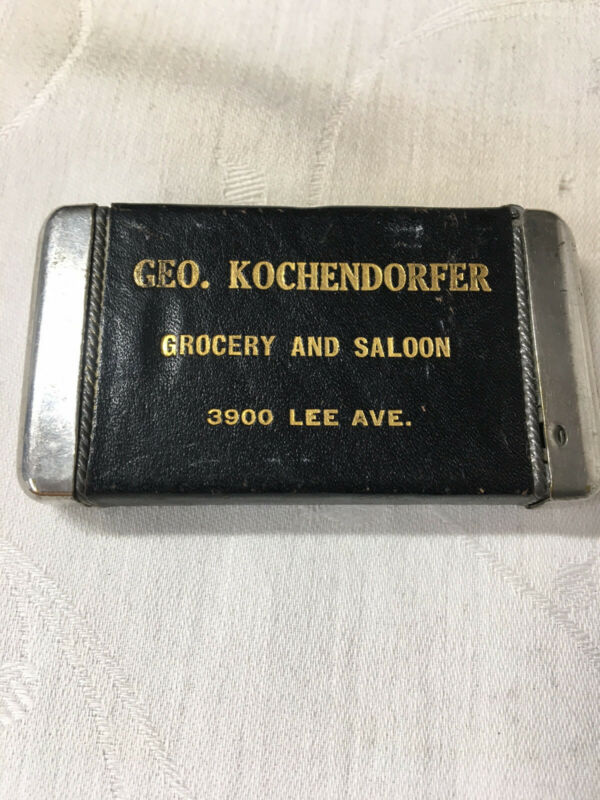 GEO. KOCHENDORFER
GROCERY AND SALOON
3900 LEE AVE.